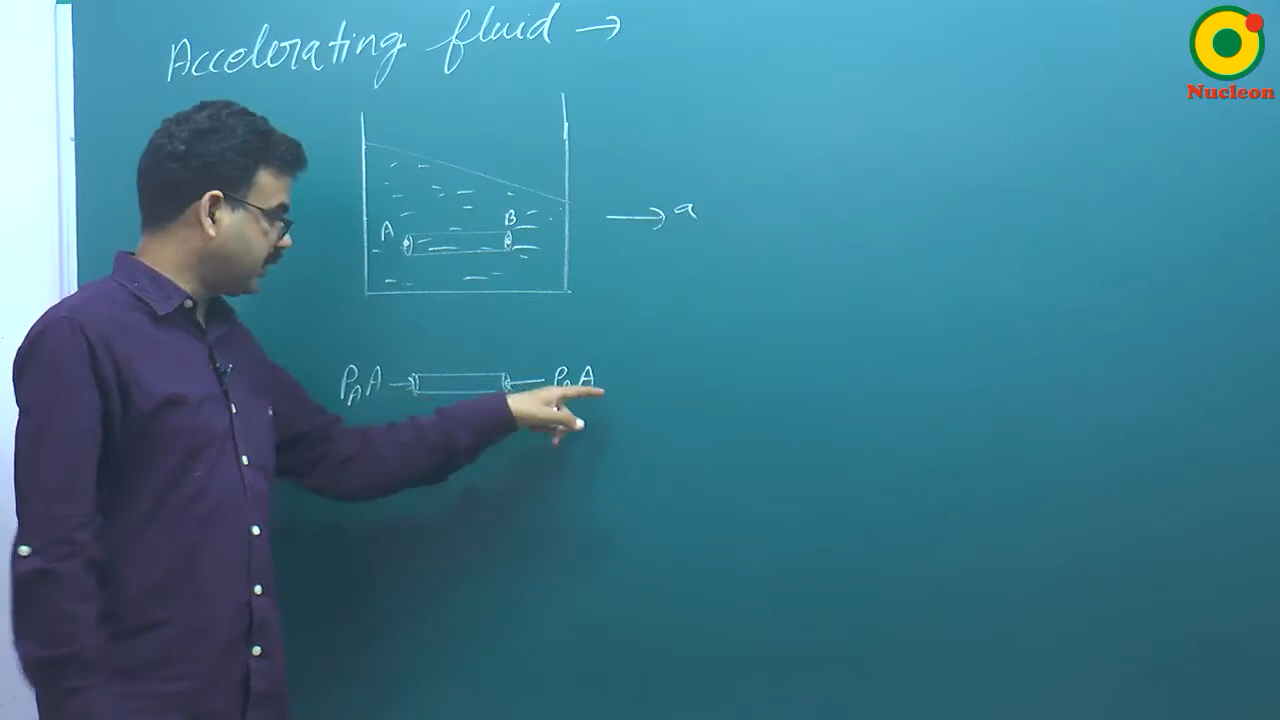 Accelerating fluid →
Nucleon
→ a
A B
P_A A → ← P_B A